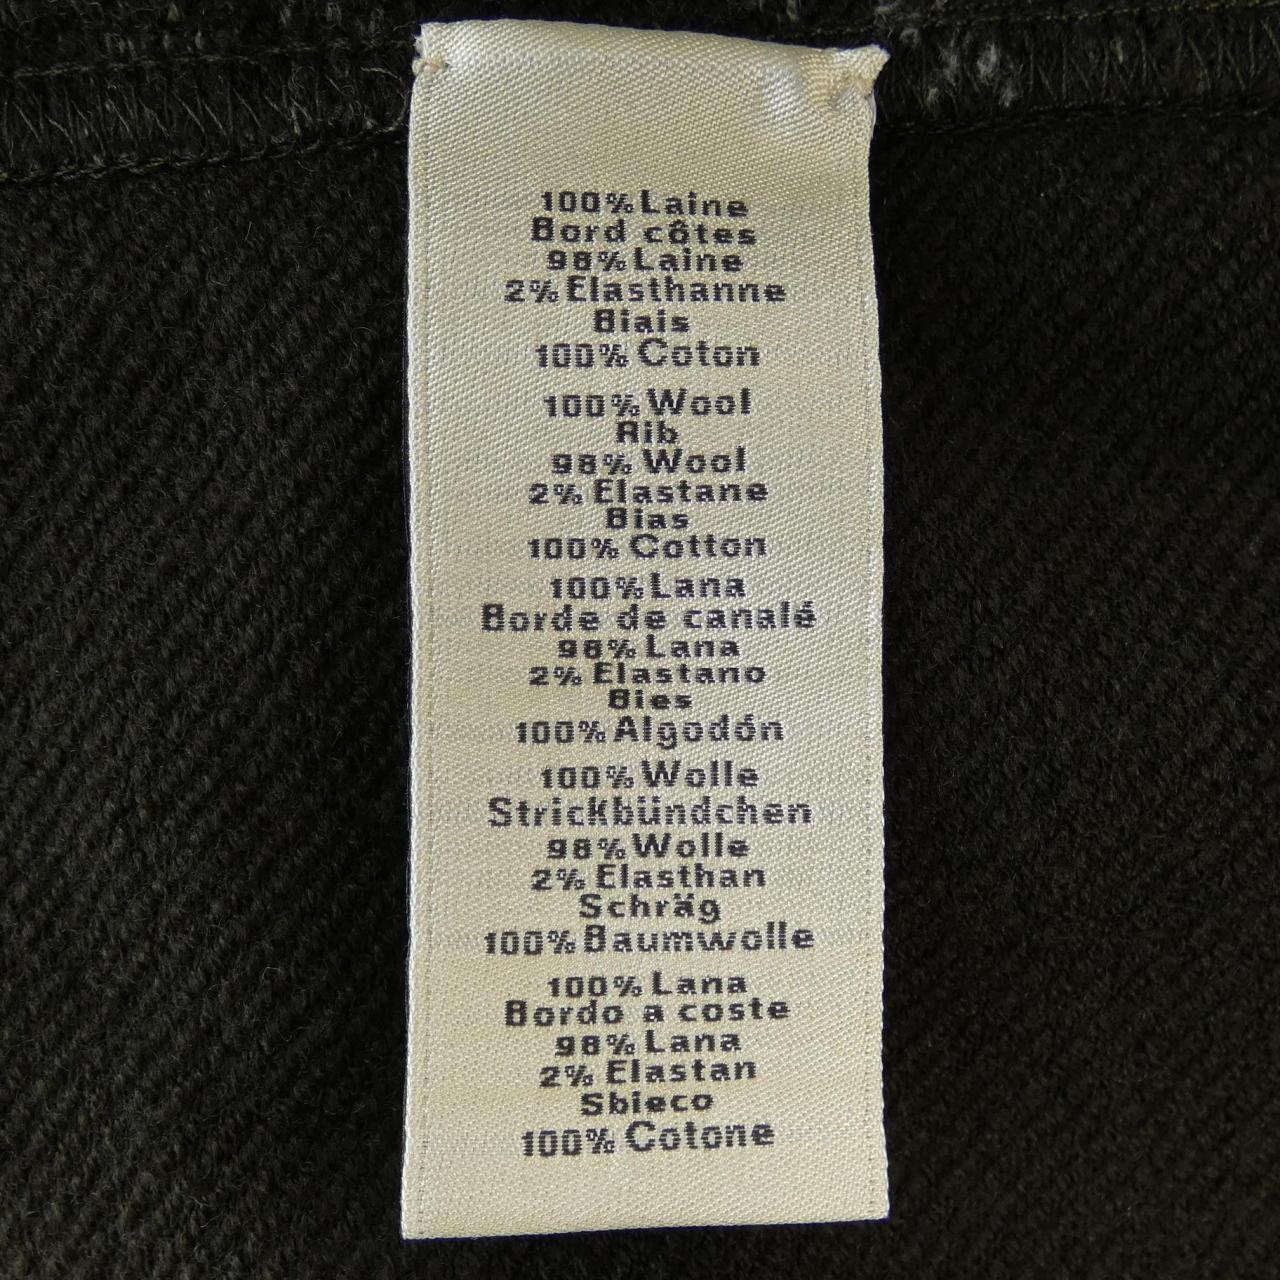 100% Laine
Bord côtes
98% Laine
2% Elasthanne
Biais
100% Coton
100% Wool
Rib
98% Wool
2% Elastane
Bias
100% Cotton
100% Lana
Borde de canalé
98% Lana
2% Elastano
Bies
100% Algodón
100% Wolle
Strickbündchen
98% Wolle
2% Elasthan
Schräg
100% Baumwolle
100% Lana
Bordo a coste
98% Lana
2% Elastan
Sbieco
100% Cotone